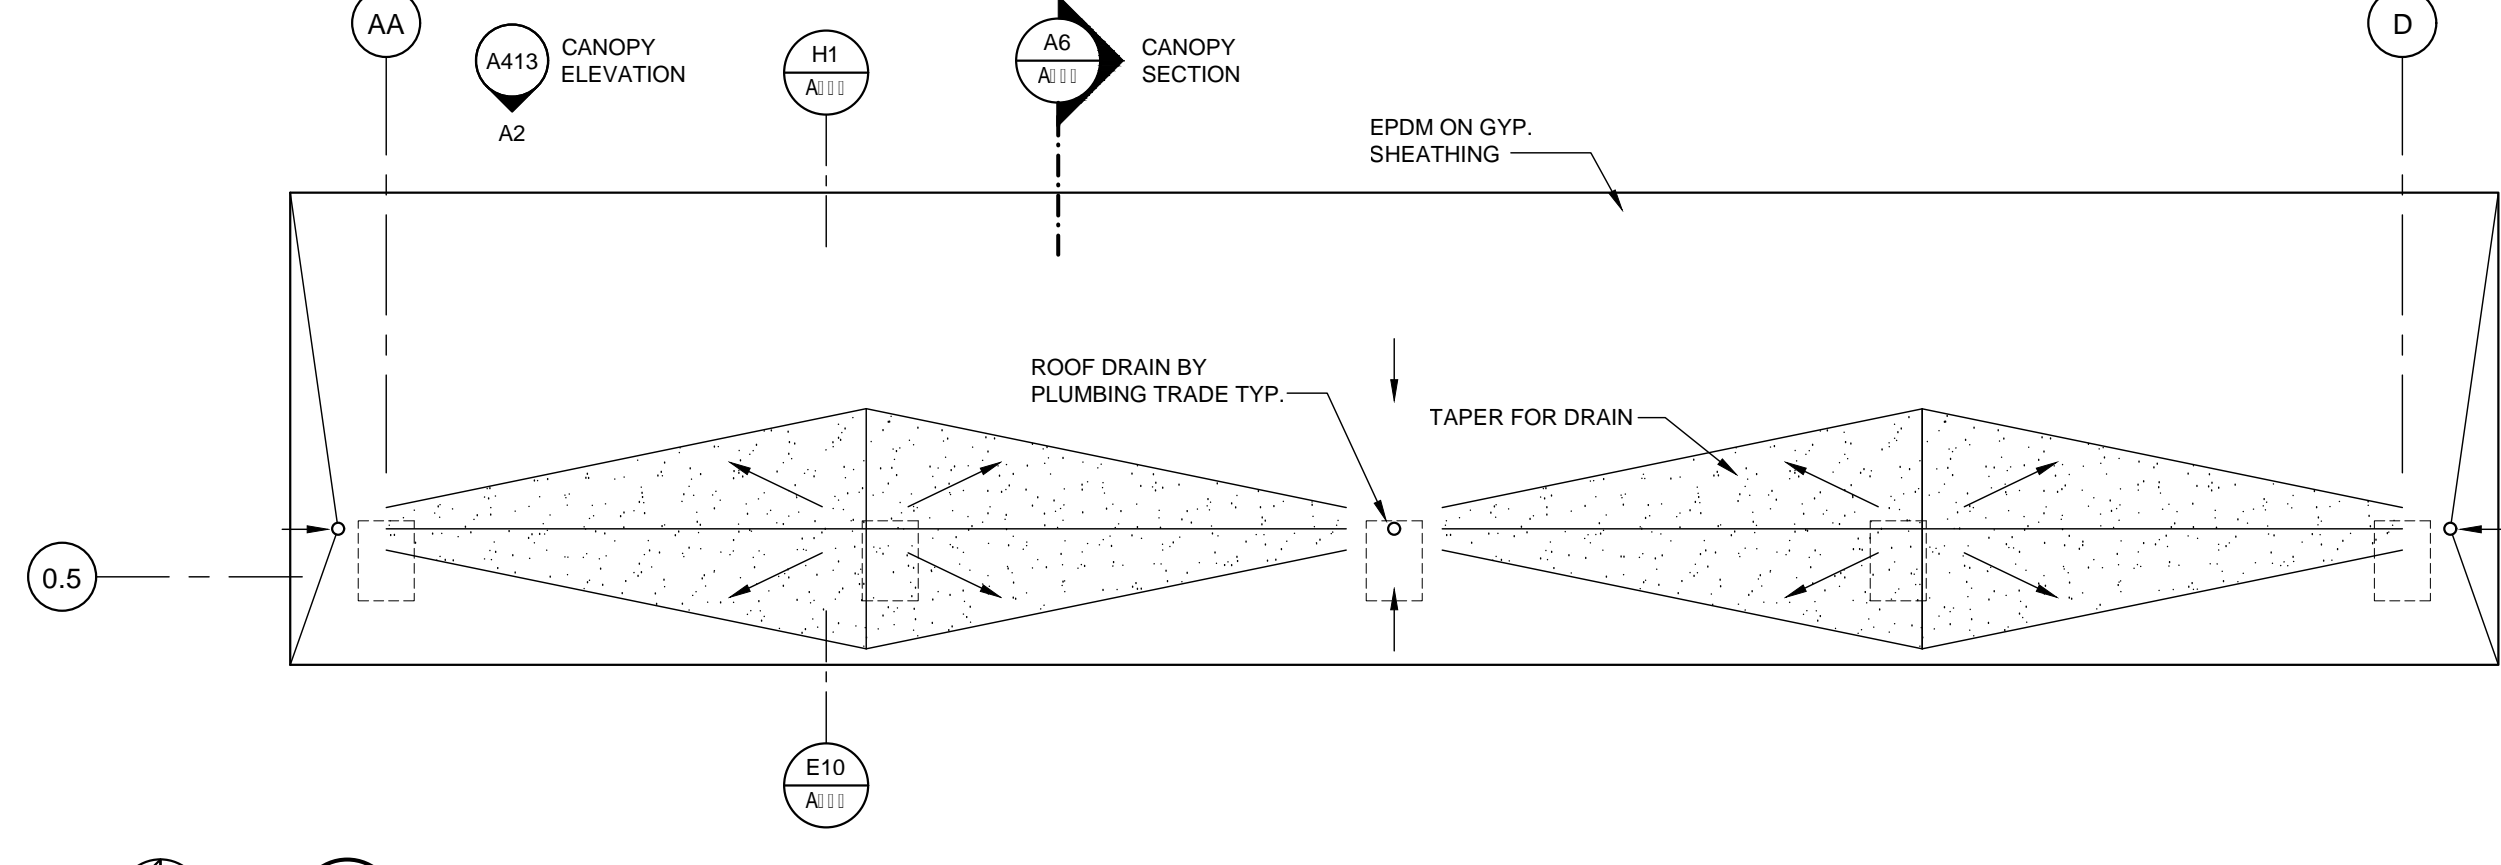 AA
A413
A2
CANOPY
ELEVATION
H1
A
A6
A
CANOPY
SECTION
D
EPDM ON GYP.
SHEATHING
ROOF DRAIN BY
PLUMBING TRADE TYP.
TAPER FOR DRAIN
0.5
E10
A